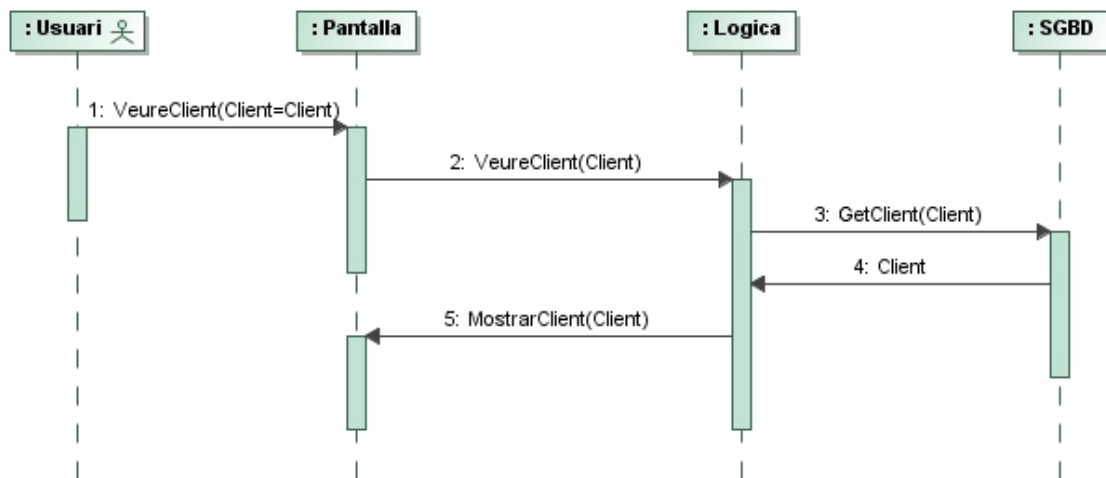 : Usuari
: Pantalla
: Logica
: SGBD
1: VeureClient(Client=Client)
2: VeureClient(Client)
3: GetClient(Client)
4: Client
5: MostrarClient(Client)